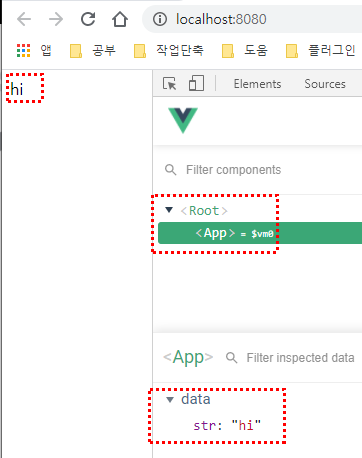 localhost:8080
앱 공부 작업단축 도움 플러그인
hi
Elements Sources
Filter components
<Root>
<App> = $vm0
<App> Filter inspected data
data
str: "hi"